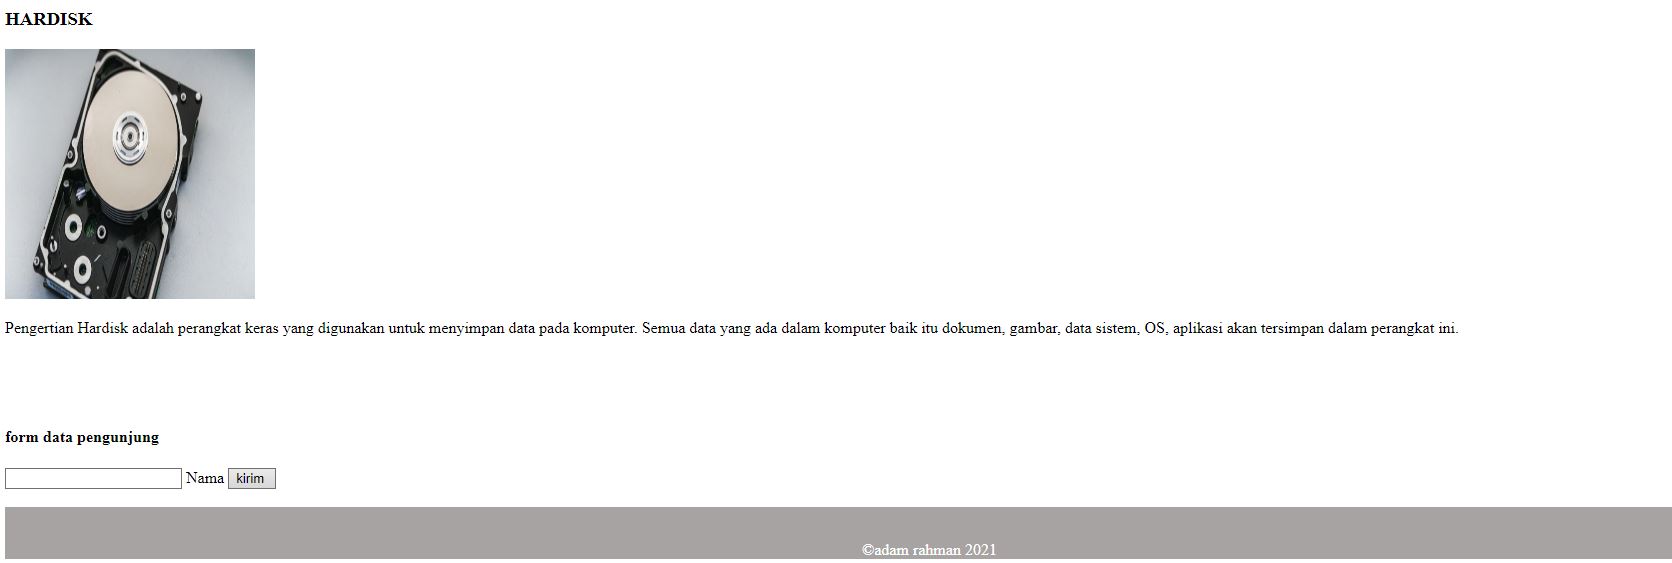 HARDISK
Pengertian Hardisk adalah perangkat keras yang digunakan untuk menyimpan data pada komputer. Semua data yang ada dalam komputer baik itu dokumen, gambar, data sistem, OS, aplikasi akan tersimpan dalam perangkat ini.
form data pengunjung
Nama kirim
©adam rahman 2021